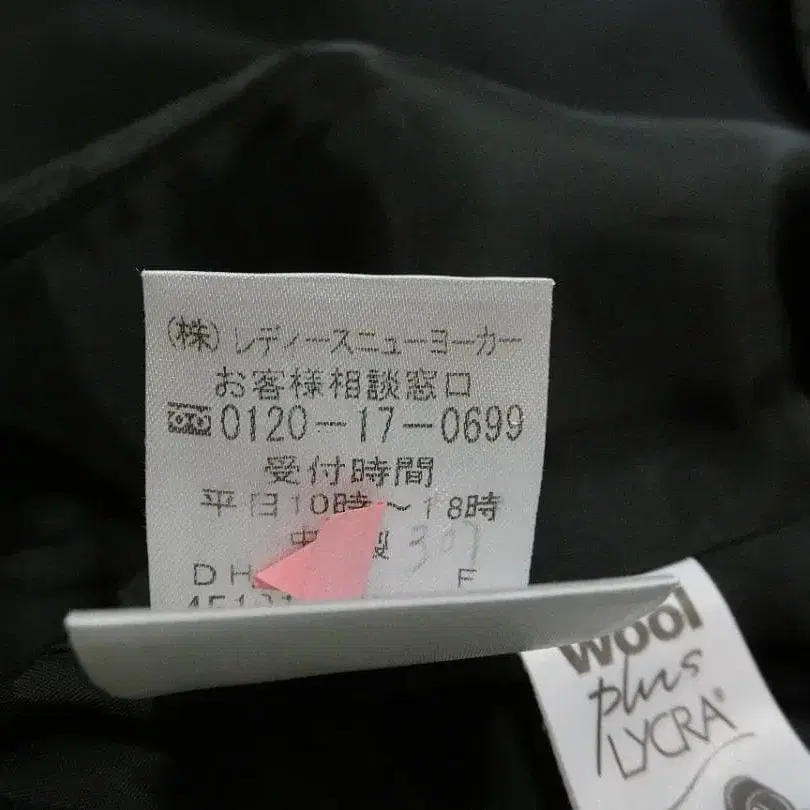 (株)レディースニューヨーカー
お客様相談窓口
0120-17-0699
受付時間
平日10時～18時
製 307
DH F
Wool
plus
LYCRA®